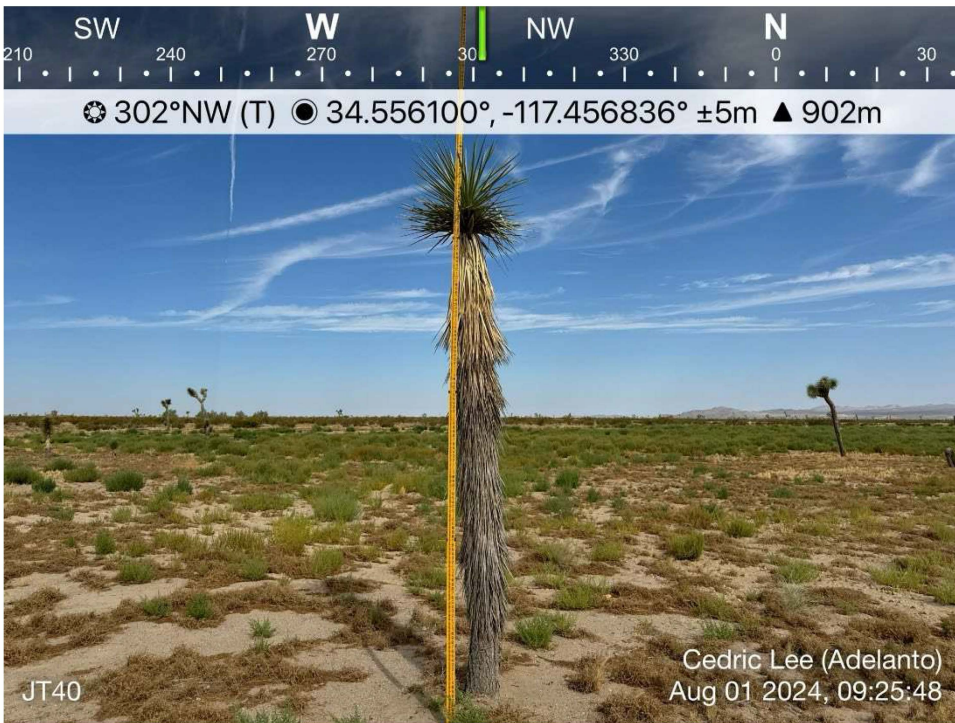 SW W NW N
210 240 270 30 330 0 30
302°NW (T) 34.556100°, -117.456836° ±5m ▲ 902m
Cedric Lee (Adelanto)
JT40 Aug 01 2024, 09:25:48